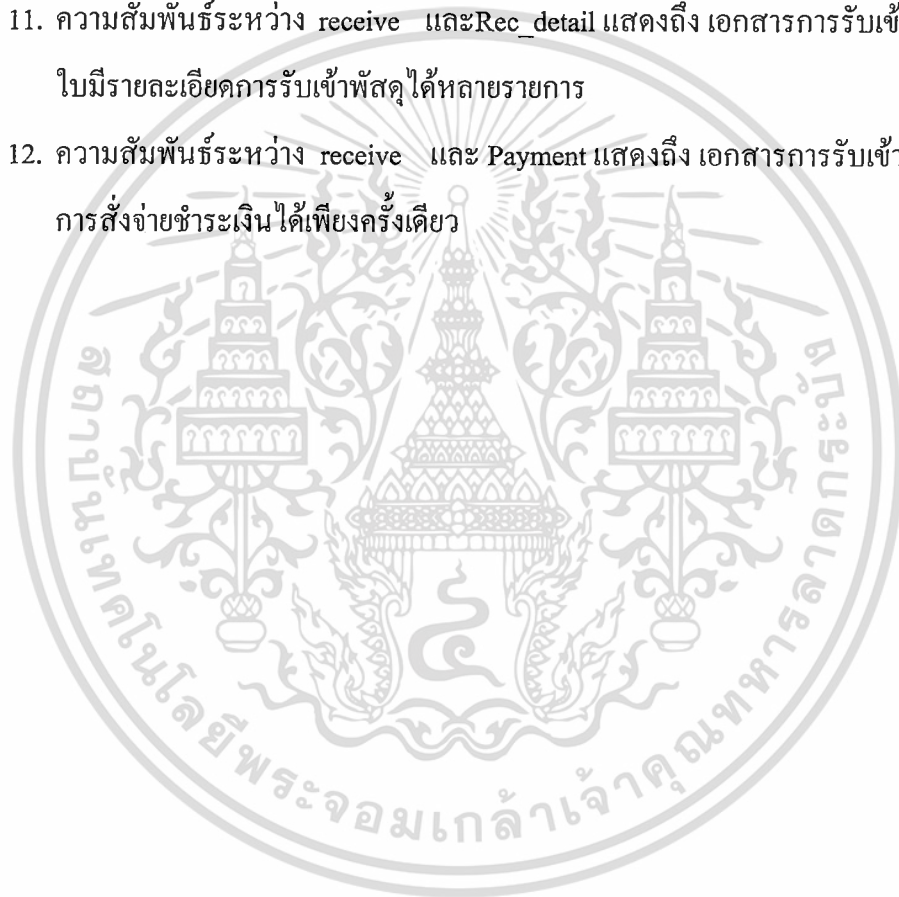 11. ความสัมพันธ์ระหว่าง receive และRec_detail แสดงถึง เอกสารการรับเข้
ใบมีรายละเอียดการรับเข้าพัสดุได้หลายรายการ
12. ความสัมพันธ์ระหว่าง receive และ Payment แสดงถึง เอกสารการรับเข้า
การสั่งจ่ายชำระเงินได้เพียงครั้งเดียว
สถาบันเทคโนโลยีพระจอมเกล้าเจ้าคุณทหารลาดกระบัง